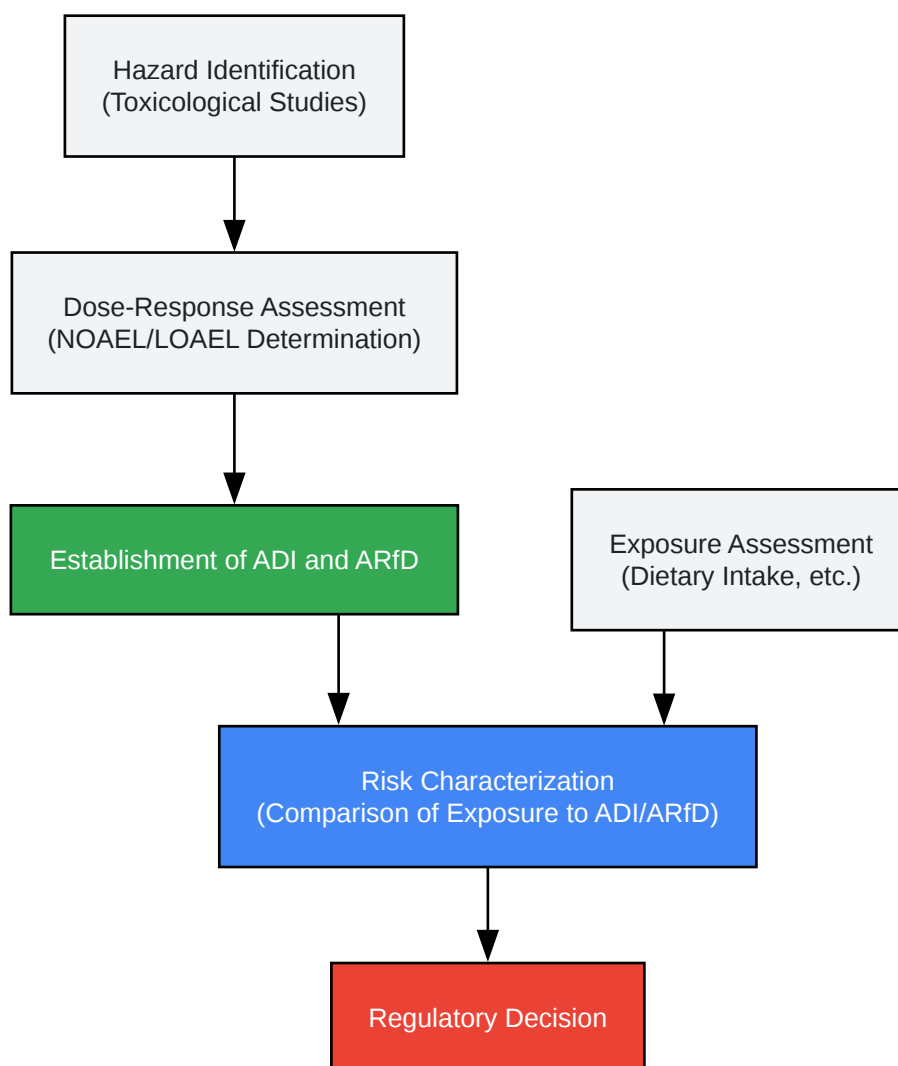 Hazard Identification
(Toxicological Studies)
Dose-Response Assessment
(NOAEL/LOAEL Determination)
Establishment of ADI and ARfD
Exposure Assessment
(Dietary Intake, etc.)
Risk Characterization
(Comparison of Exposure to ADI/ARfD)
Regulatory Decision